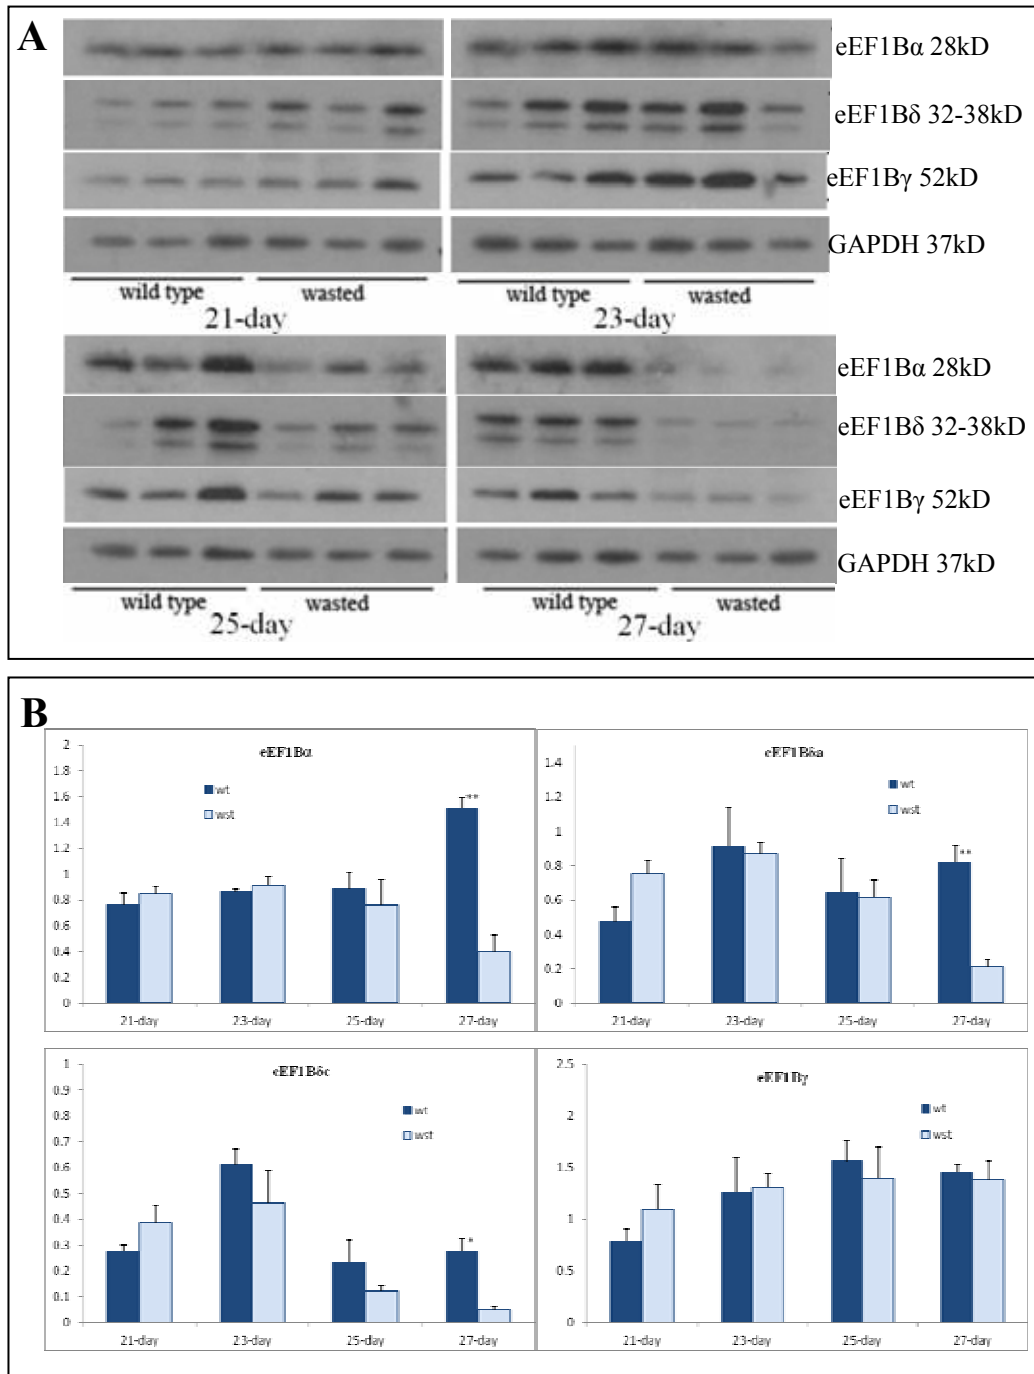 A
eEF1Bα 28kD
eEF1Bδ 32-38kD
eEF1Bγ 52kD
GAPDH 37kD
wild type wasted wild type wasted
21-day 23-day
eEF1Bα 28kD
eEF1Bδ 32-38kD
eEF1Bγ 52kD
GAPDH 37kD
wild type wasted wild type wasted
25-day 27-day
B
eEF1Bα
2
1.8
1.6
1.4
1.2
1
0.8
0.6
0.4
0.2
0
wt
wst
**
21-day 23-day 25-day 27-day
eEF1Bδa
1.4
1.2
1
0.8
0.6
0.4
0.2
0
wt
wst
**
21-day 23-day 25-day 27-day
eEF1Bδc
1
0.9
0.8
0.7
0.6
0.5
0.4
0.3
0.2
0.1
0
wt
wst
*
21-day 23-day 25-day 27-day
eEF1Bγ
2.5
2
1.5
1
0.5
0
wt
wst
21-day 23-day 25-day 27-day